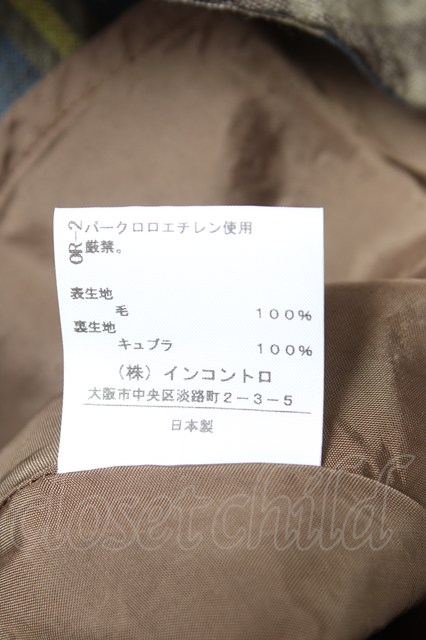 OR-2
パークロロエチレン使用
厳禁。
表生地
毛 100%
裏生地
キュプラ 100%
(株)インコントロ
大阪市中央区淡路町2-3-5
日本製
closet child